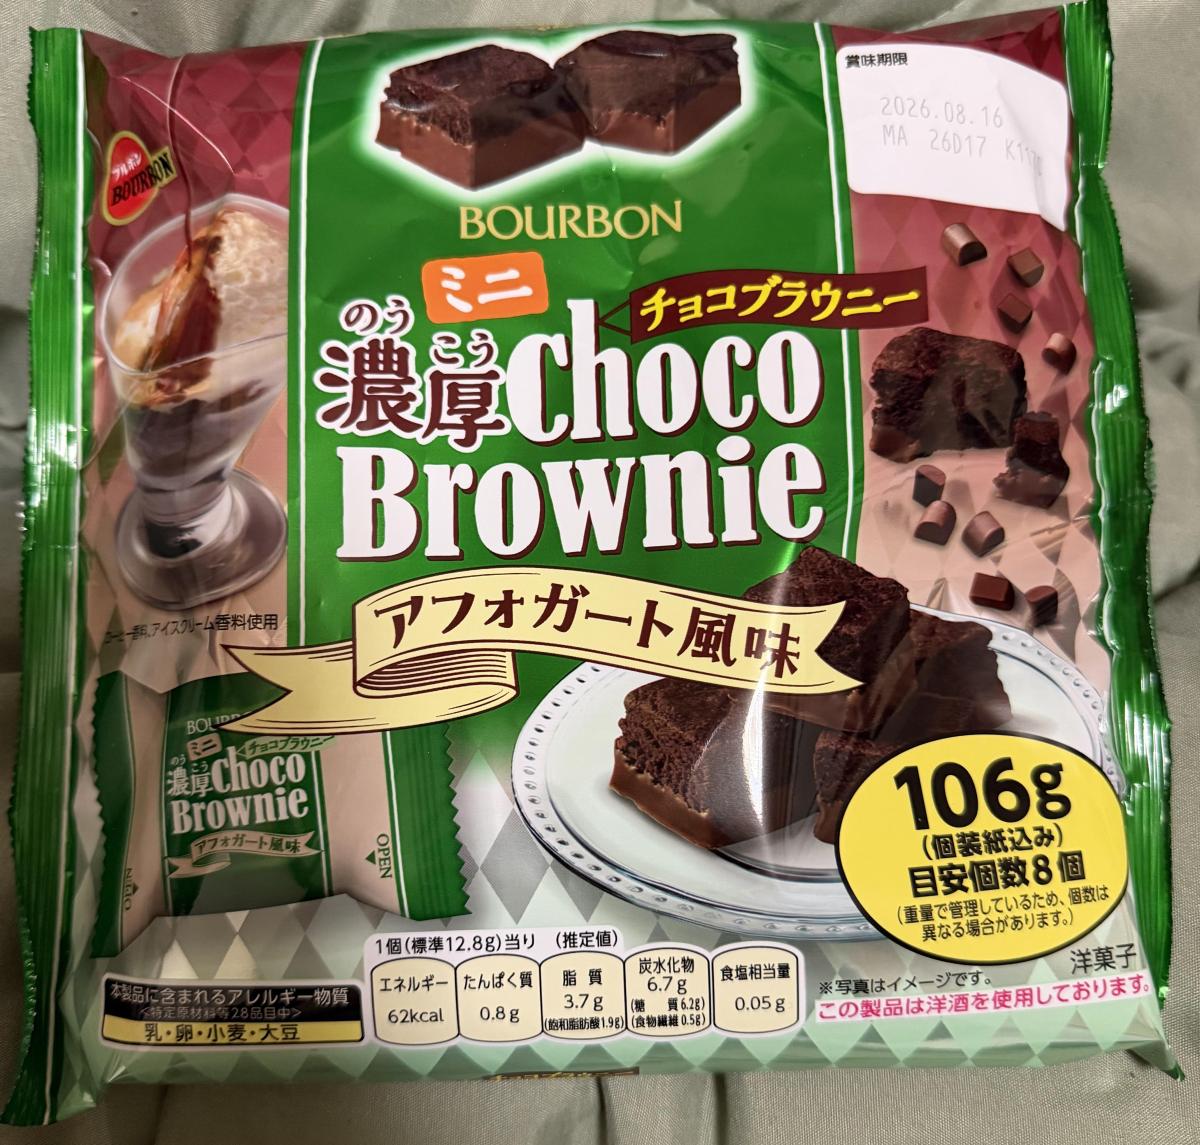 賞味期限
2026.08.16
MA 26D17
ブルボン
BOURBON
BOURBON
ミニ
チョコブラウニー
のうこう
濃厚Choco
Brownie
アフォガート風味
コーヒー香料、アイスクリーム香料使用
ミニ
チョコブラウニー
のうこう
濃厚Choco
Brownie
アフォガート風味
OPEN
106g
(個装紙込み)
目安個数8個
(重量で管理しているため、個数は
異なる場合があります。)
洋菓子
※写真はイメージです。
この製品は洋酒を使用しております。
1個(標準12.8g)当り (推定値)
エネルギー
62kcal
たんぱく質
0.8g
脂質
3.7g
(飽和脂肪酸1.9g)
炭水化物
6.7g
(糖質6.2g)
(食物繊維0.5g)
食塩相当量
0.05g
本製品に含まれるアレルギー物質
<特定原材料等28品目中>
乳・卵・小麦・大豆